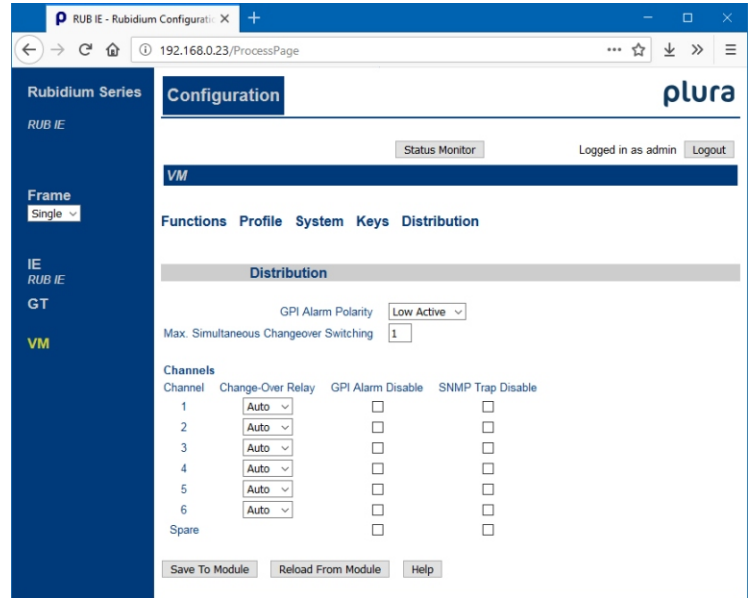 RUB IE - Rubidium Configuratio
192.168.0.23/ProcessPage
Rubidium Series
RUB IE
Frame
Single
IE
RUB IE
GT
VM
Configuration
plura
Status Monitor
Logged in as admin Logout
VM
Functions Profile System Keys Distribution
Distribution
GPI Alarm Polarity Low Active
Max. Simultaneous Changeover Switching 1
Channels
Channel Change-Over Relay GPI Alarm Disable SNMP Trap Disable
1 Auto
2 Auto
3 Auto
4 Auto
5 Auto
6 Auto
Spare
Save To Module Reload From Module Help